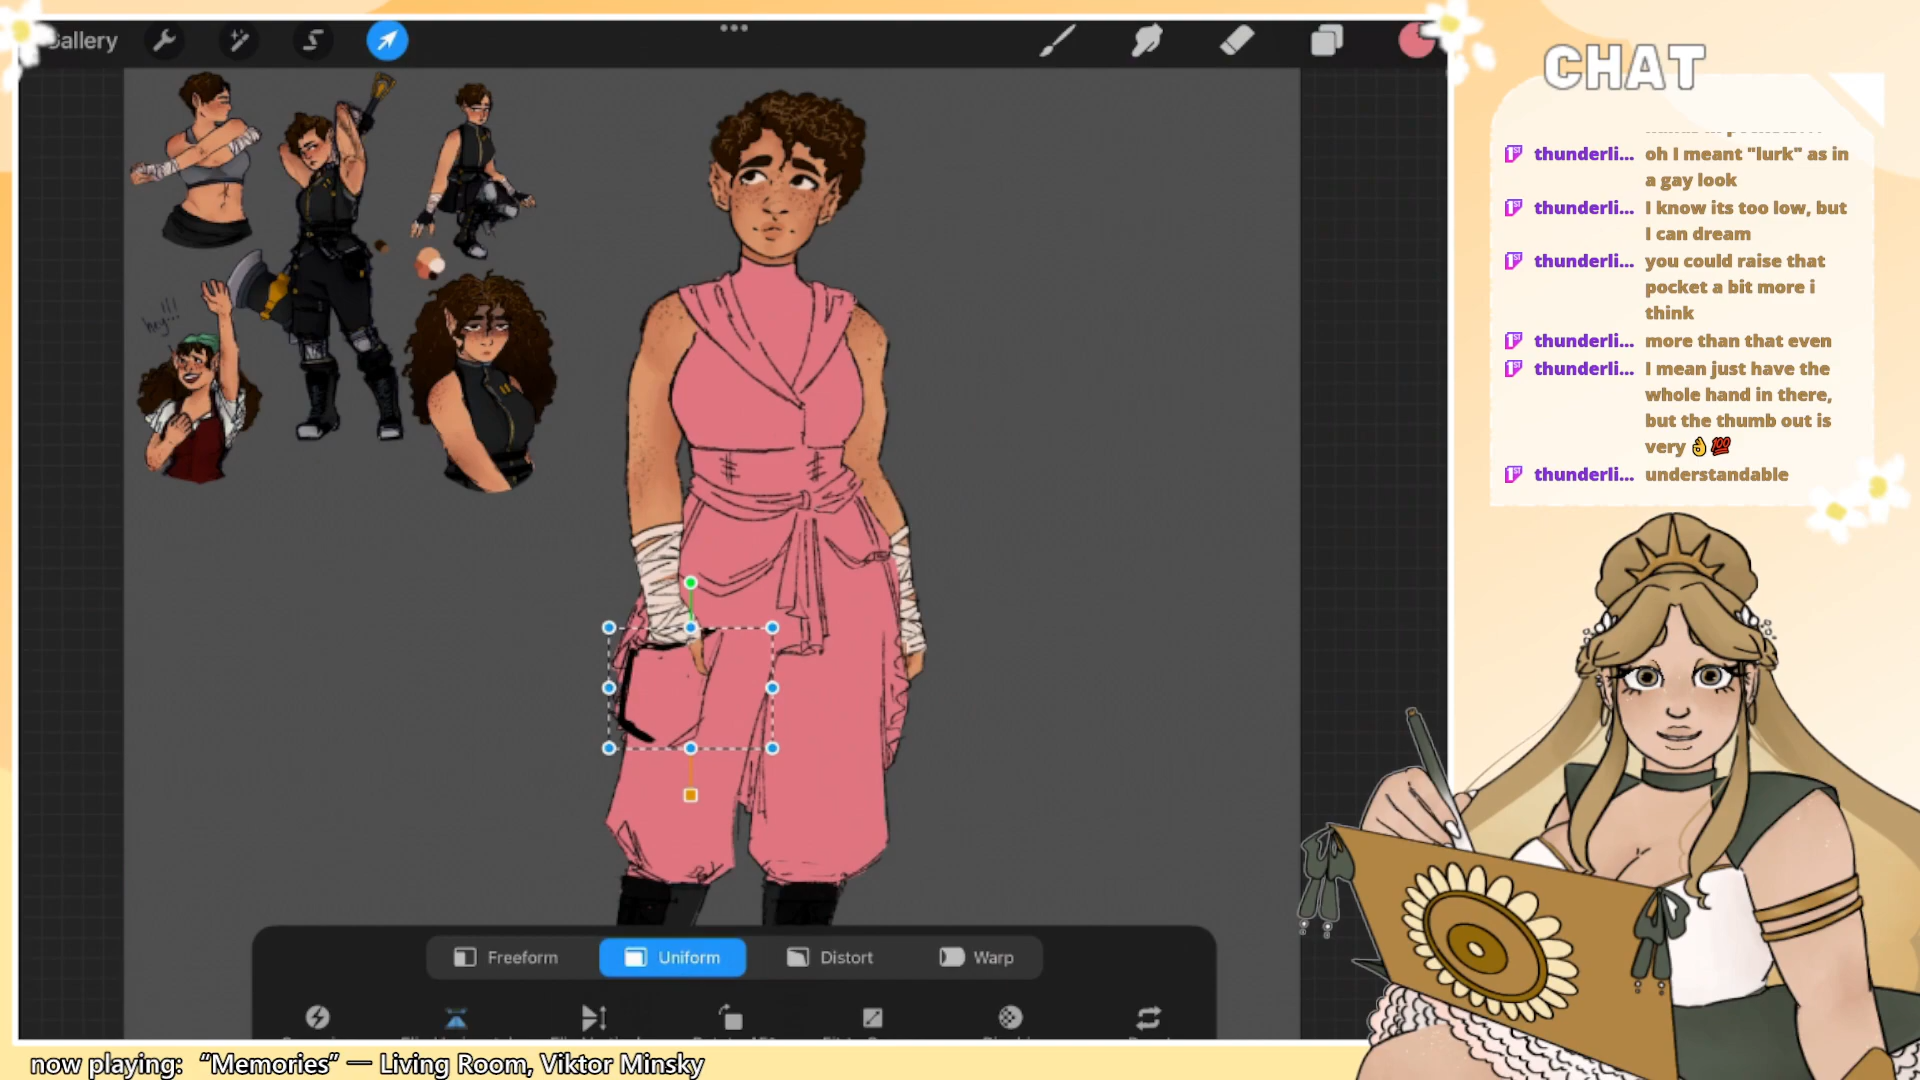 Gallery
CHAT
thunderli... oh I meant "lurk" as in
a gay look
thunderli... I know its too low, but
I can dream
thunderli... you could raise that
pocket a bit more i
think
thunderli... more than that even
thunderli... I mean just have the
whole hand in there,
but the thumb out is
very 👌💯
thunderli... understandable
hey!!!
Freeform
Uniform
Distort
Warp
now playing: “Memories” — Living Room, Viktor Minsky